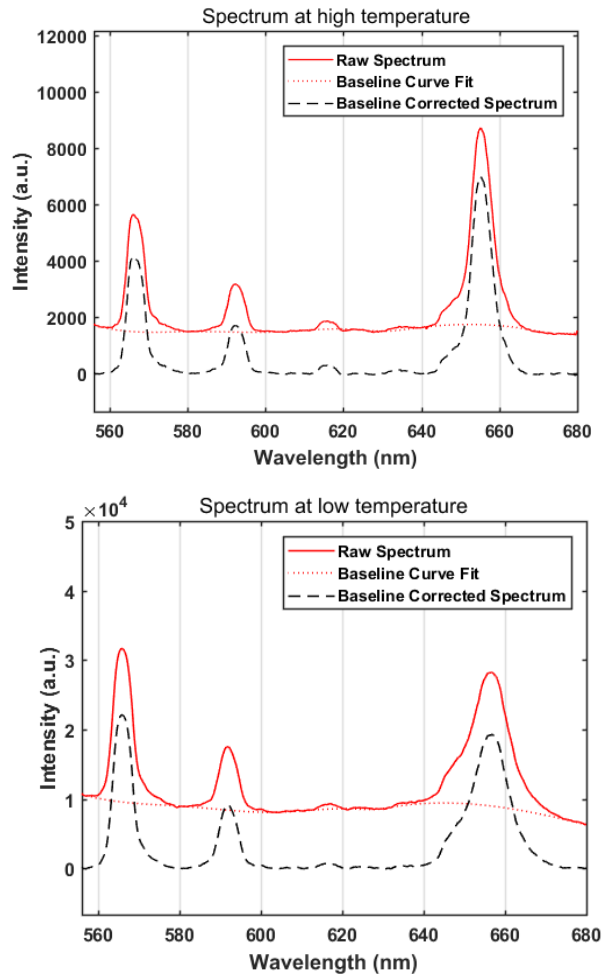 Spectrum at high temperature
12000
10000
8000
6000
4000
2000
0
Intensity (a.u.)
Raw Spectrum
Baseline Curve Fit
Baseline Corrected Spectrum
560 580 600 620 640 660 680
Wavelength (nm)
Spectrum at low temperature
×10⁴
5
4
3
2
1
0
Intensity (a.u.)
Raw Spectrum
Baseline Curve Fit
Baseline Corrected Spectrum
560 580 600 620 640 660 680
Wavelength (nm)